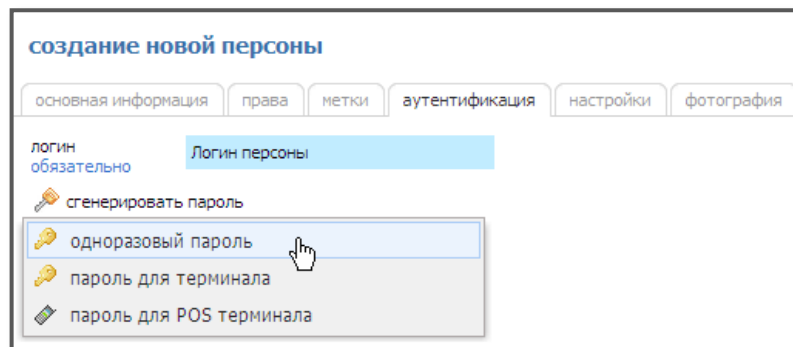 создание новой персоны
основная информация права метки аутентификация настройки фотография
логин Логин персоны
обязательно
сгенерировать пароль
одноразовый пароль
пароль для терминала
пароль для POS терминала